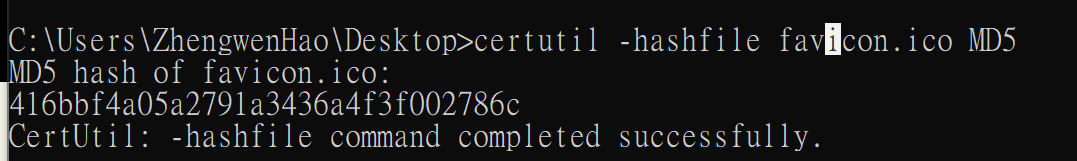 C:\Users\ZhengwenHao\Desktop>certutil -hashfile favicon.ico MD5
MD5 hash of favicon.ico:
416bbf4a05a2791a3436a4f3f002786c
CertUtil: -hashfile command completed successfully.